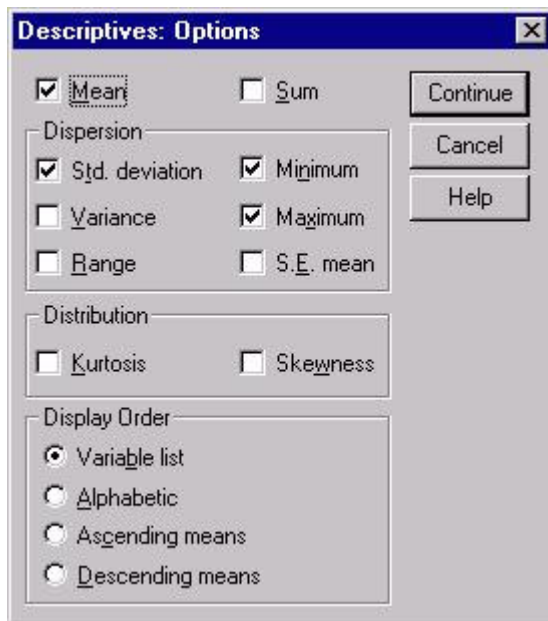 Descriptives: Options
Mean
Sum
Continue
Cancel
Help
Dispersion
Std. deviation
Minimum
Variance
Maximum
Range
S.E. mean
Distribution
Kurtosis
Skewness
Display Order
Variable list
Alphabetic
Ascending means
Descending means